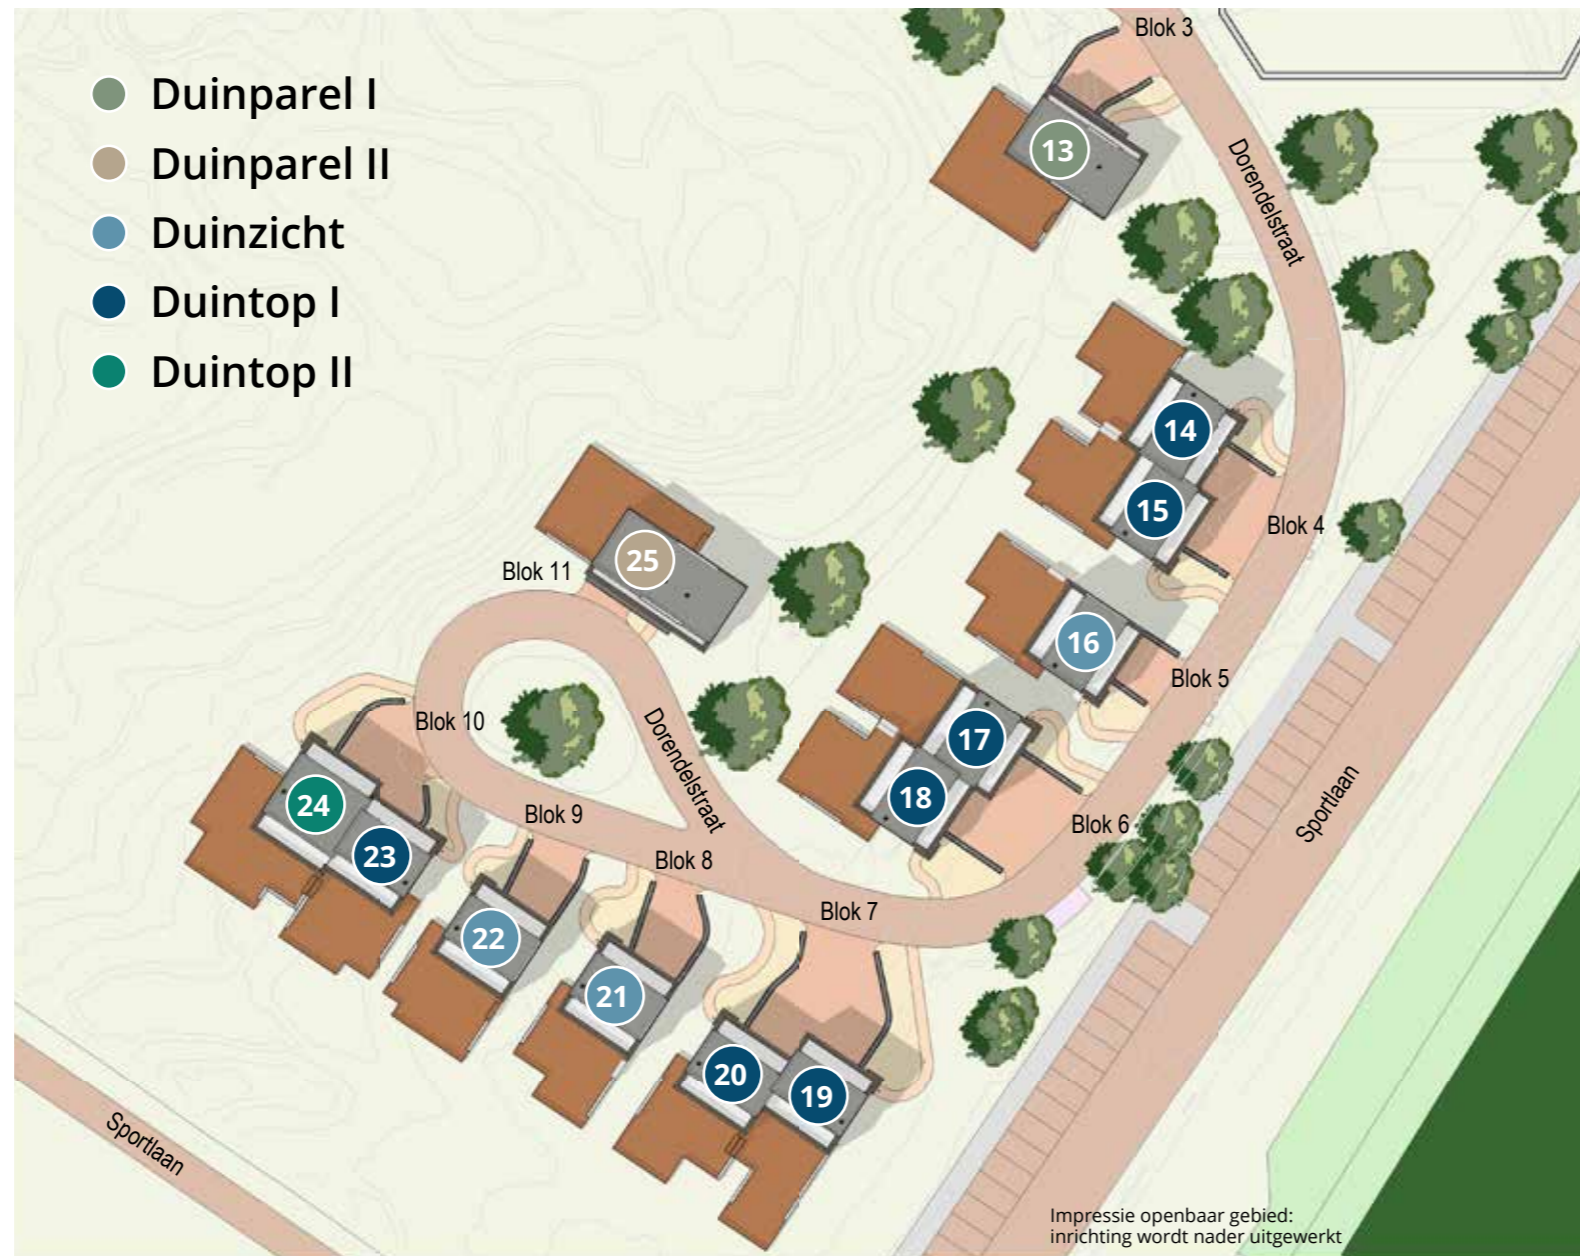 Duinparel I
Duinparel II
Duinzicht
Duintop I
Duintop II
Blok 3
13
Dorendelstraat
14
15
Blok 4
25
Blok 11
16
Blok 5
17
18
Blok 6
Sportlaan
Dorendelstraat
Blok 10
24
23
Blok 9
Blok 8
Blok 7
22
21
20
19
Sportlaan
Impressie openbaar gebied:
inrichting wordt nader uitgewerkt